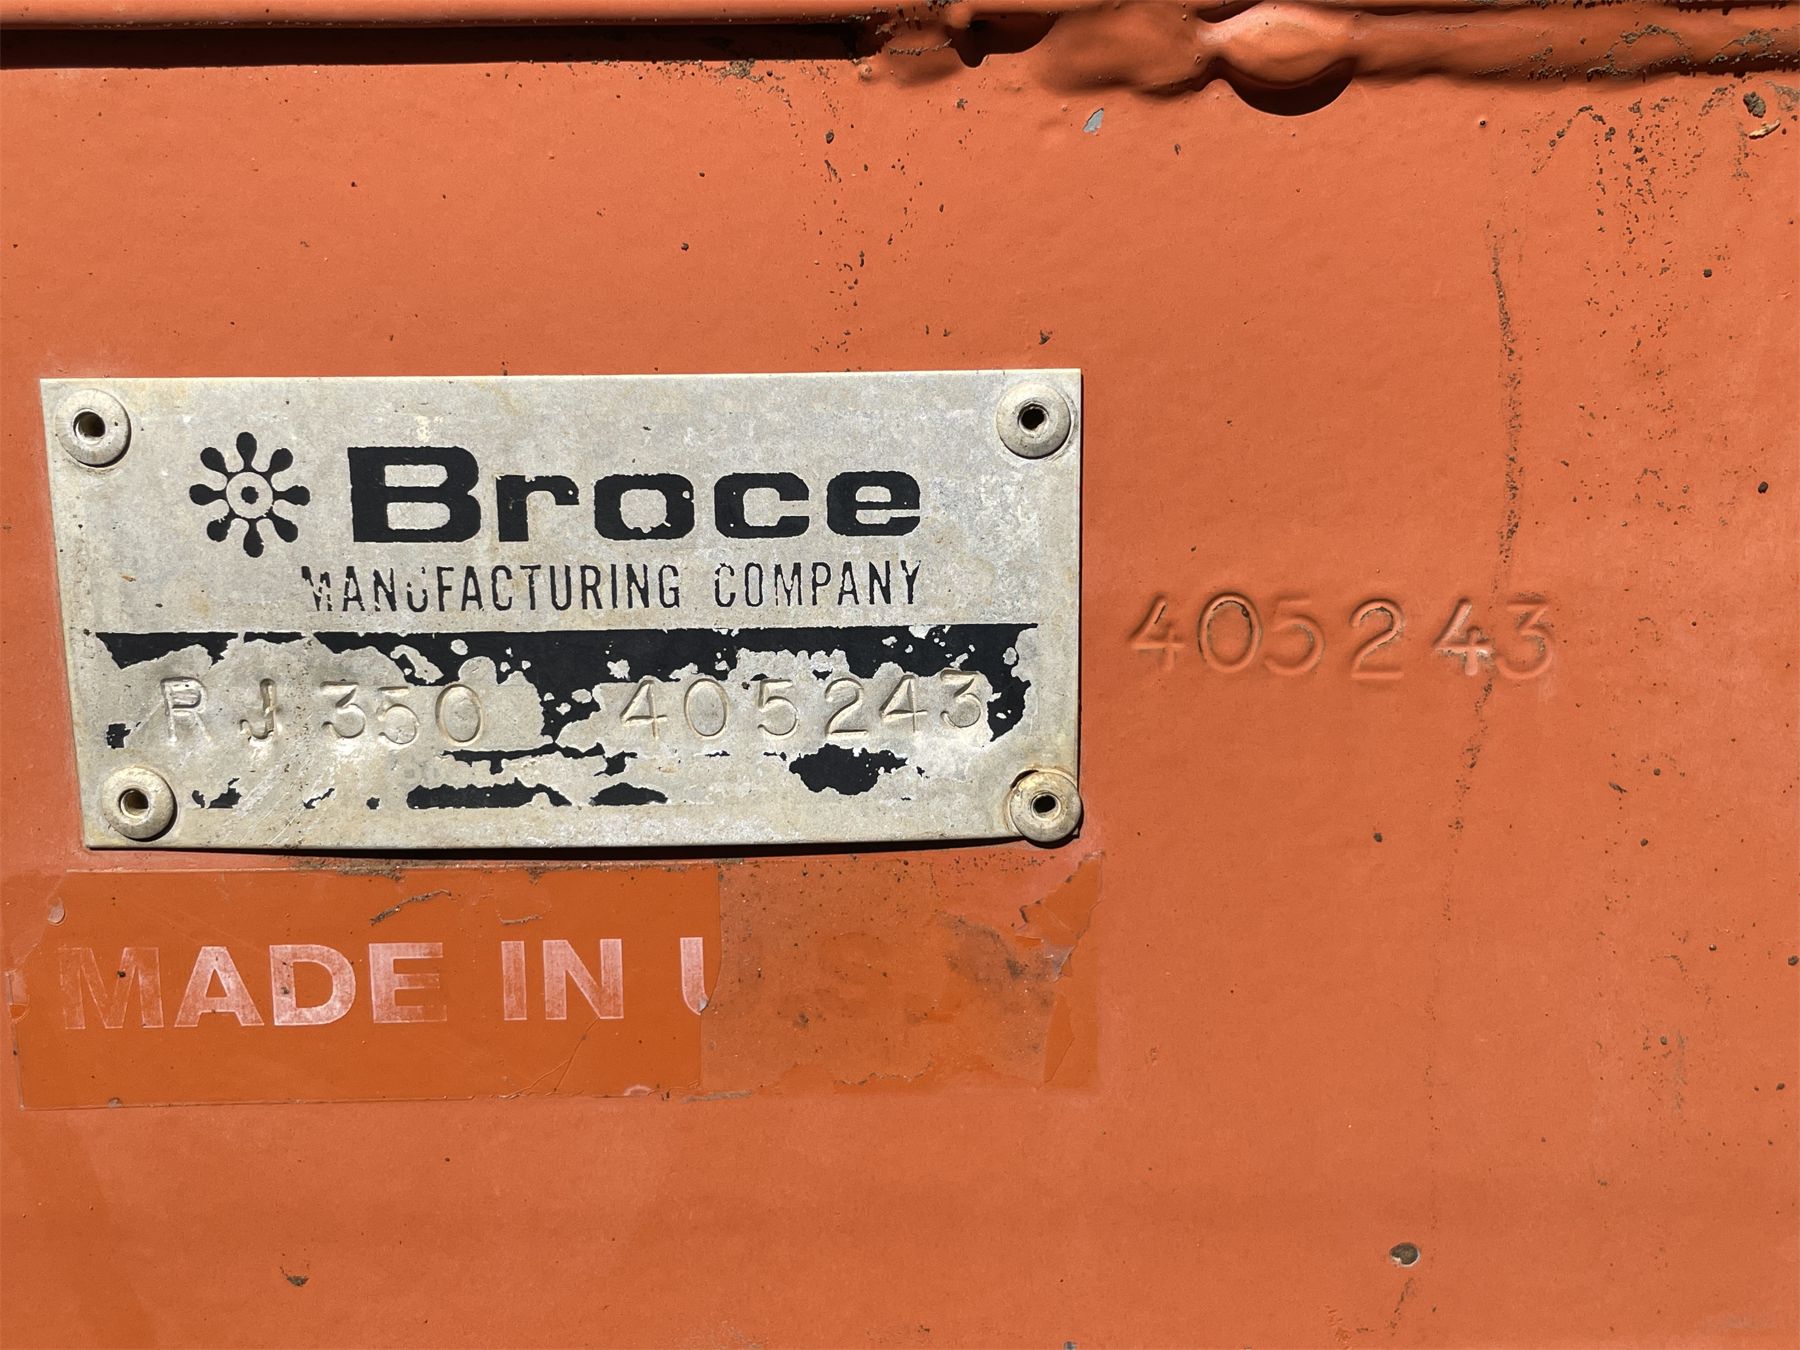 Broce
MANUFACTURING COMPANY
RJ 350 405243
405243
MADE IN U